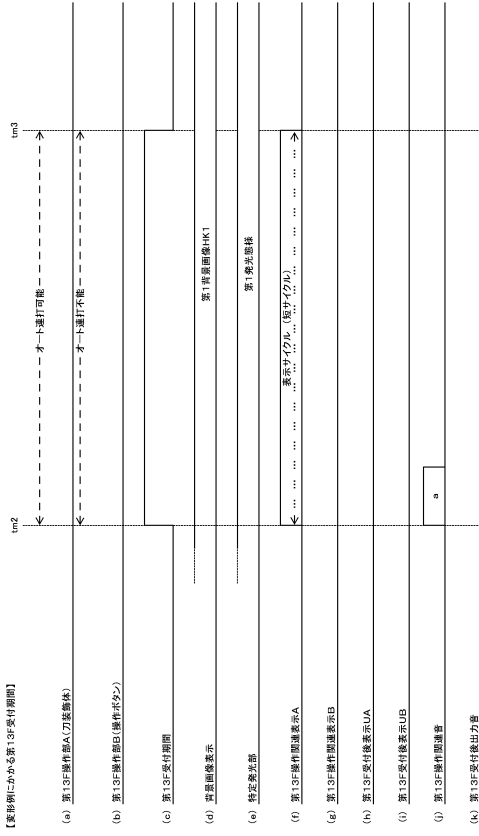 【変形例にかかる第13F受付期間】
tm2
tm3
オート連打可能
(a) 第13F操作部A(刀装飾体)
オート連打不能
(b) 第13F操作部B(操作ボタン)
(c) 第13F受付期間
(d) 背景画像表示
第1背景画像HK1
(e) 特定発光部
第1発光態様
(f) 第13F操作関連表示A
表示サイクル(短サイクル)
(g) 第13F操作関連表示B
(h) 第13F受付後表示UA
(i) 第13F受付後表示UB
(j) 第13F操作関連音
a
(k) 第13F受付後出力音